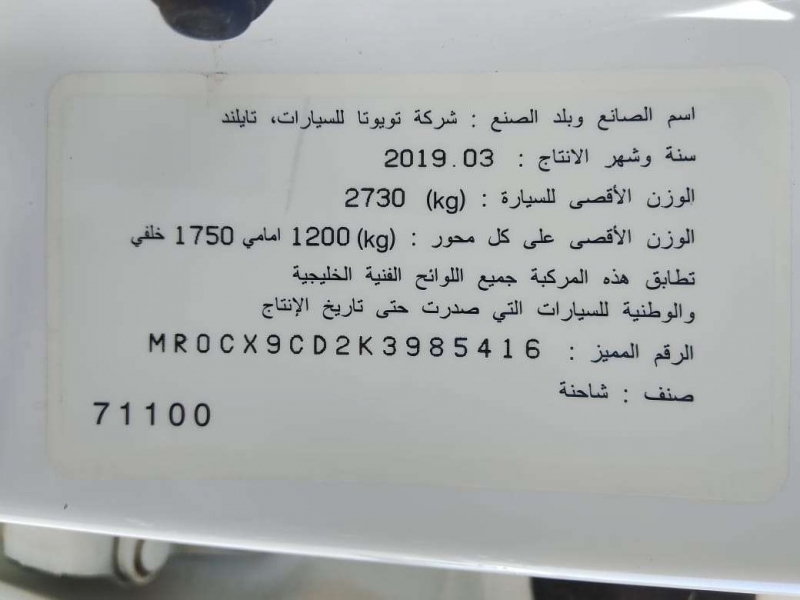 اسم الصانع وبلد الصنع : شركة تويوتا للسيارات، تايلند
سنة وشهر الانتاج : 2019.03
الوزن الأقصى للسيارة : (kg) 2730
الوزن الأقصى على كل محور : (kg) 1200 امامي 1750 خلفي
تطابق هذه المركبة جميع اللوائح الفنية الخليجية
والوطنية للسيارات التي صدرت حتى تاريخ الإنتاج
الرقم المميز : MR0CX9CD2K3985416
صنف : شاحنة
71100